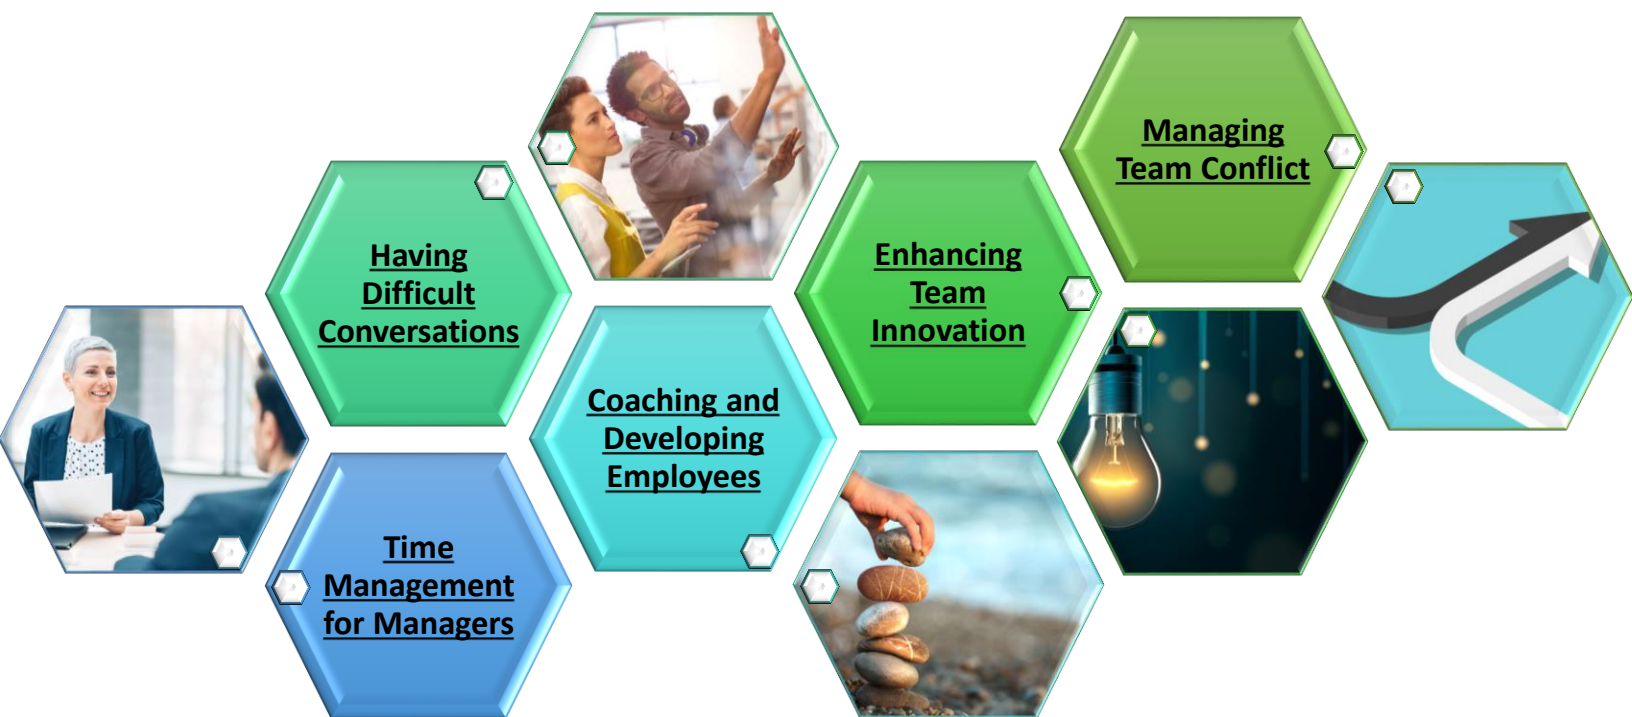 Managing
Team Conflict
Having
Difficult
Conversations
Enhancing
Team
Innovation
Coaching and
Developing
Employees
Time
Management
for Managers